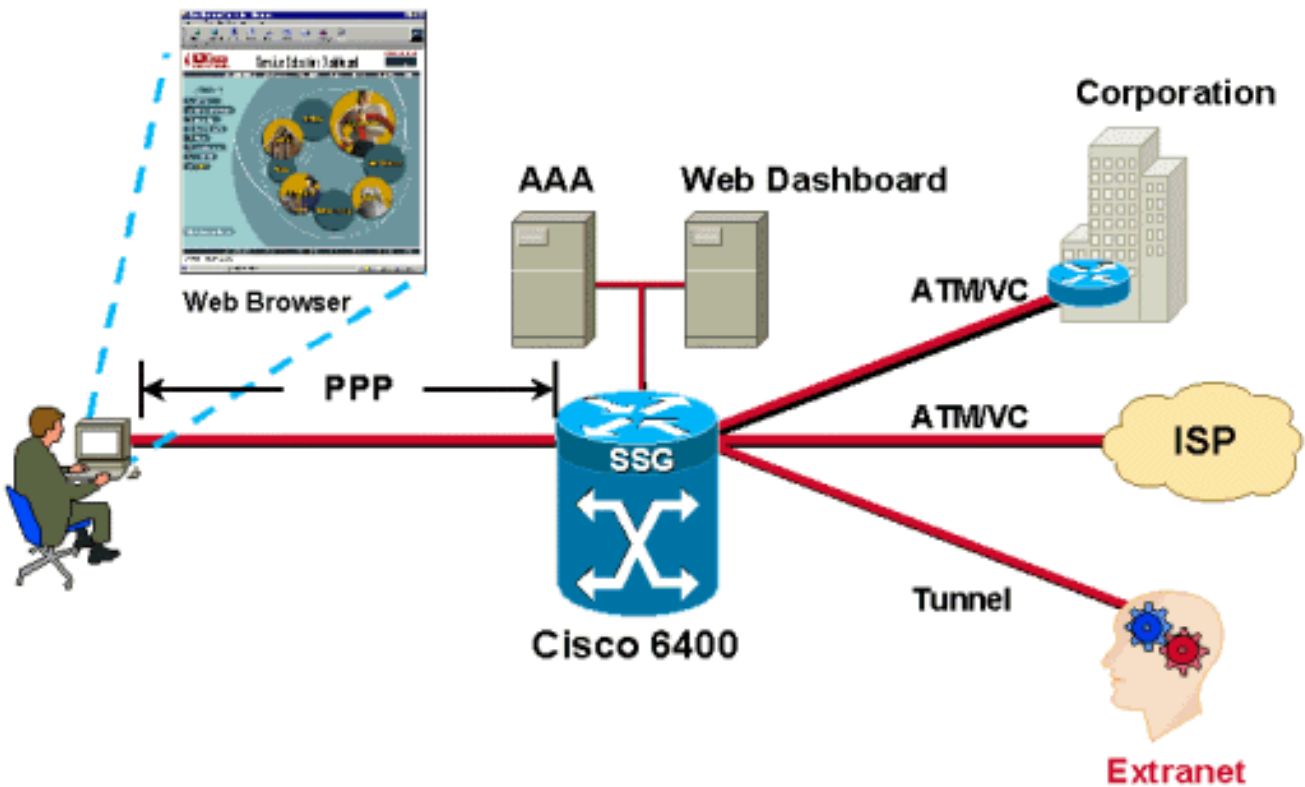 Corporation
AAA
Web Dashboard
Web Browser
ATM/VC
PPP
ATM/VC
ISP
SSG
Tunnel
Cisco 6400
Extranet